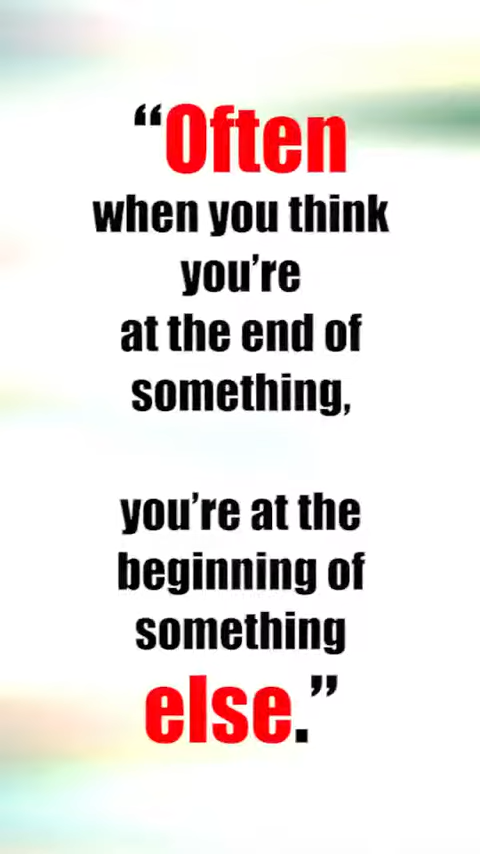 “Often
when you think
you’re
at the end of
something,
you’re at the
beginning of
something
else.”